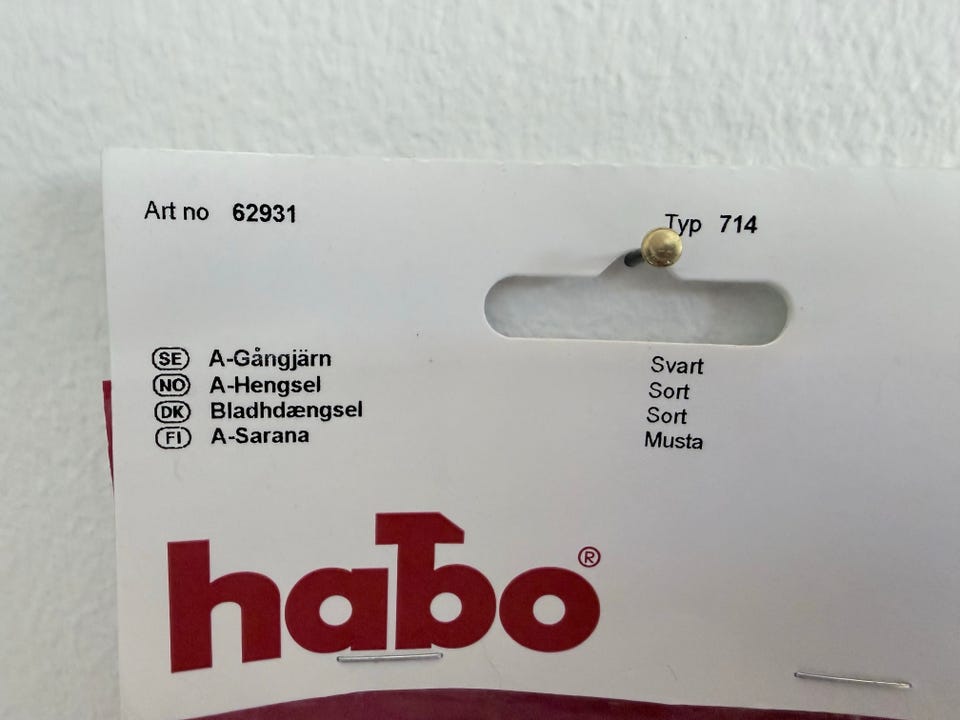 Art no 62931 Typ 714
SE A-Gångjärn Svart
NO A-Hengsel Sort
DK Bladhdængsel Sort
FI A-Sarana Musta
habo®